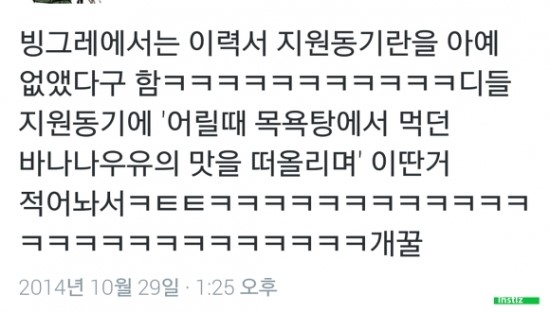 빙그레에서는 이력서 지원동기란을 아예
없앴다구 함ㅋㅋㅋㅋㅋㅋㅋㅋㅋㅋㅋ디들
지원동기에 '어릴때 목욕탕에서 먹던
바나나우유의 맛을 떠올리며' 이딴거
적어놔서ㅋㅌㅌㅋㅋㅋㅋㅋㅋㅋㅋㅋㅋㅋㅋ
ㅋㅋㅋㅋㅋㅋㅋㅋㅋㅋㅋㅋㅋ개꿀
2014년 10월 29일 · 1:25 오후
instiz